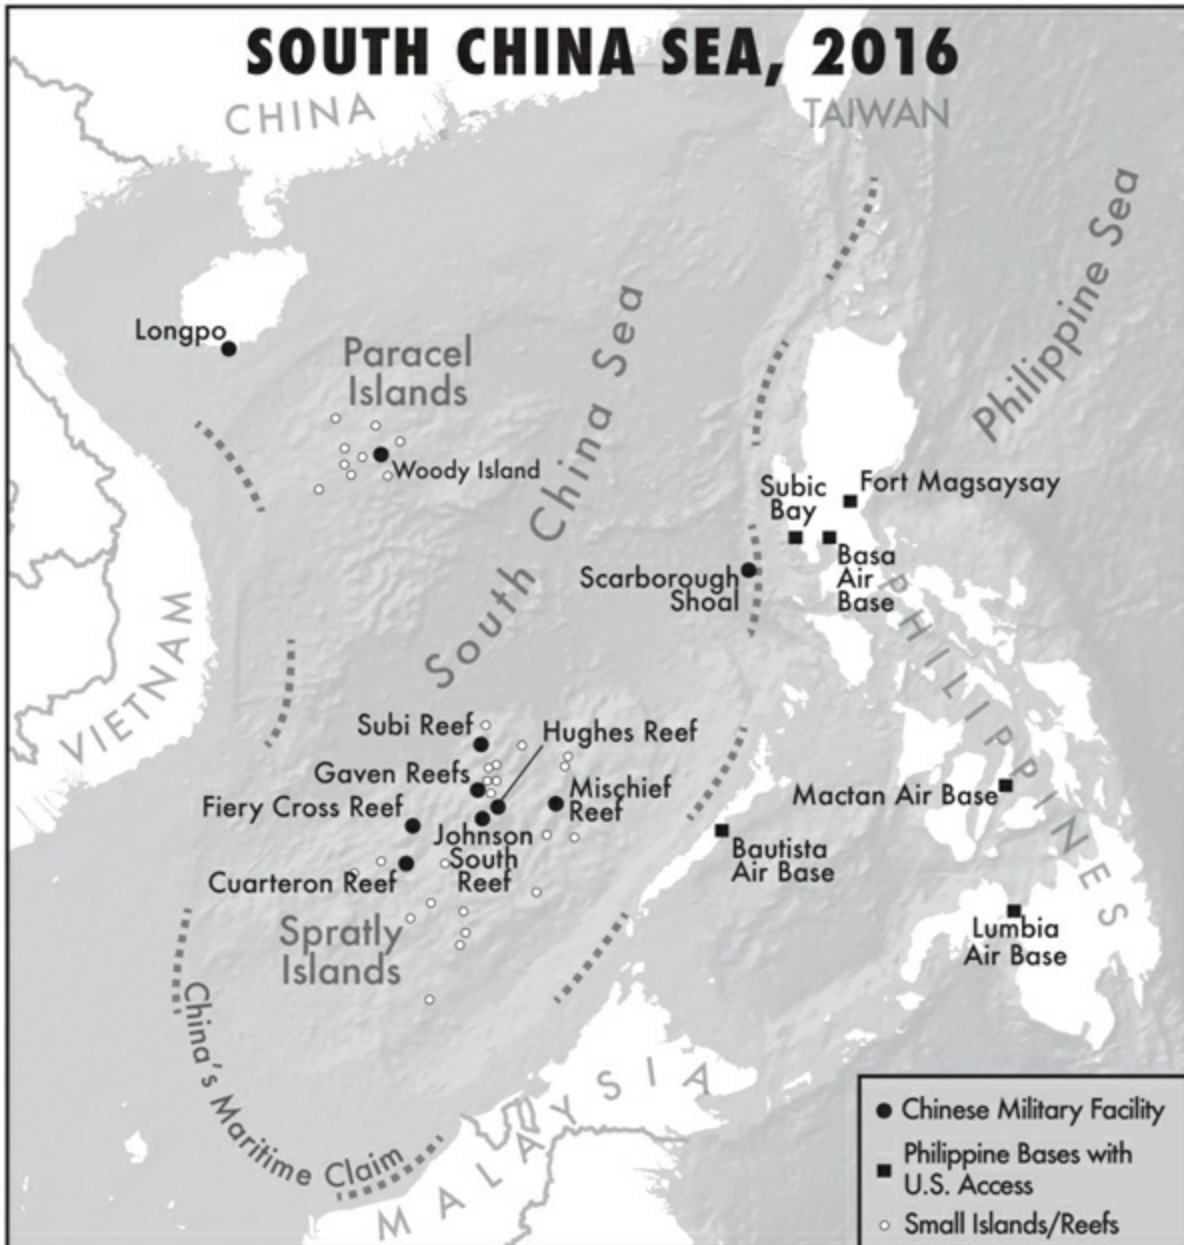 SOUTH CHINA SEA, 2016
CHINA
TAIWAN
Philippine Sea
South China Sea
Longpo
Paracel
Islands
Woody Island
Subic
Bay
Fort Magsaysay
Basa
Air
Base
Scarborough
Shoal
PHILIPPINES
VIETNAM
Subi Reef
Hughes Reef
Gaven Reefs
Mischief
Reef
Fiery Cross Reef
Johnson
South
Reef
Cuarteron Reef
Mactan Air Base
Bautista
Air Base
Lumbia
Air Base
Spratly
Islands
China's Maritime Claim
MALAYSIA
Chinese Military Facility
Philippine Bases with
U.S. Access
Small Islands/Reefs